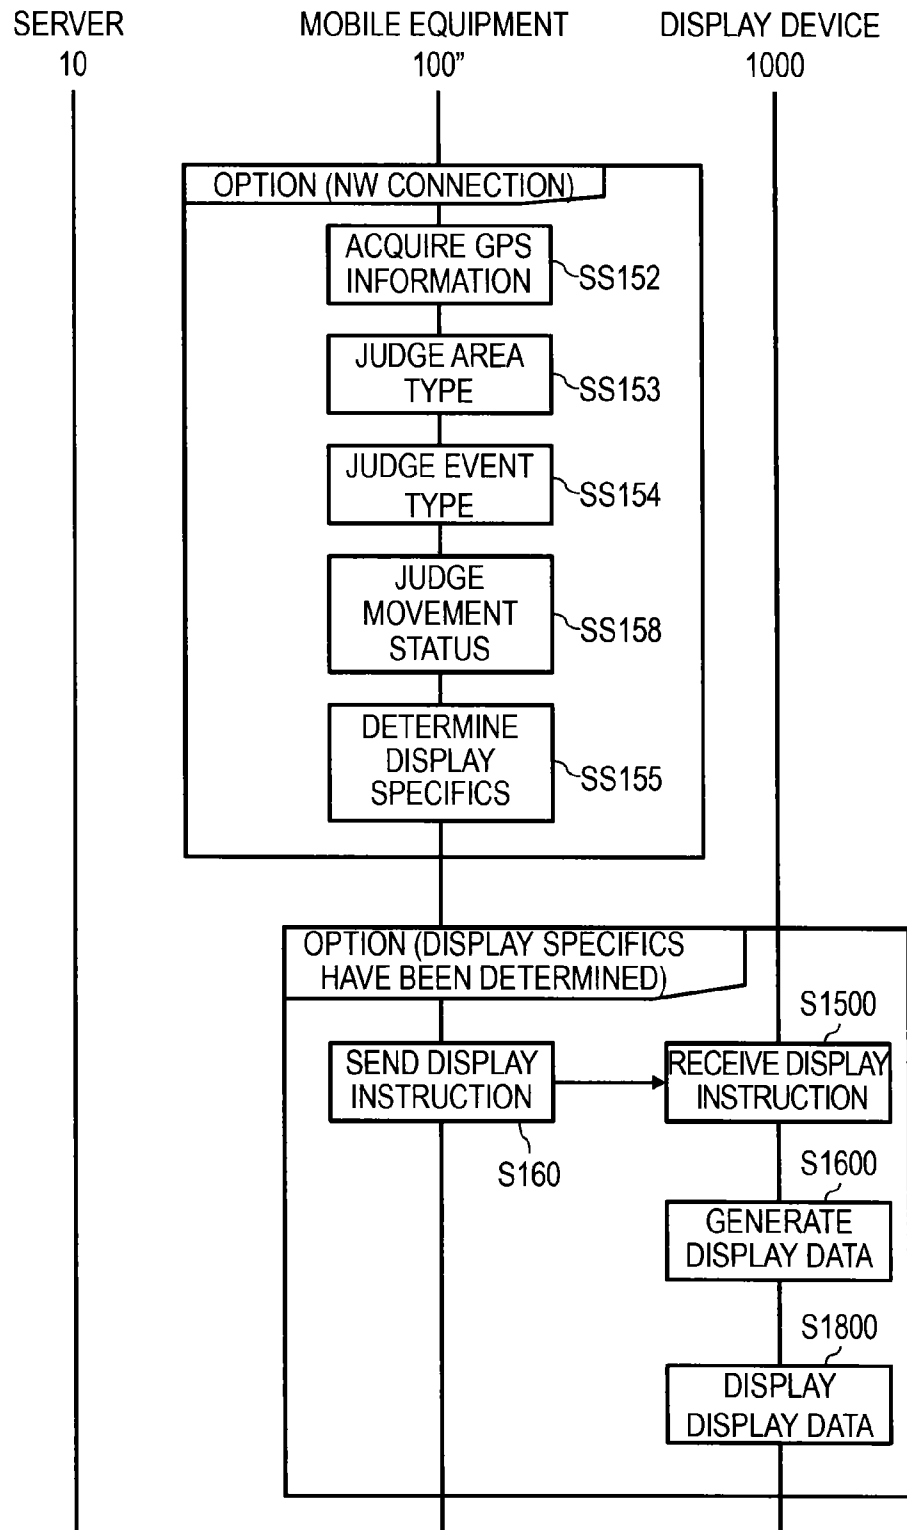 SERVER
10
MOBILE EQUIPMENT
100"
DISPLAY DEVICE
1000
OPTION (NW CONNECTION)
ACQUIRE GPS
INFORMATION
SS152
JUDGE AREA
TYPE
SS153
JUDGE EVENT
TYPE
SS154
JUDGE
MOVEMENT
STATUS
SS158
DETERMINE
DISPLAY
SPECIFICS
SS155
OPTION (DISPLAY SPECIFICS
HAVE BEEN DETERMINED)
SEND DISPLAY
INSTRUCTION
S160
S1500
RECEIVE DISPLAY
INSTRUCTION
S1600
GENERATE
DISPLAY DATA
S1800
DISPLAY
DISPLAY DATA